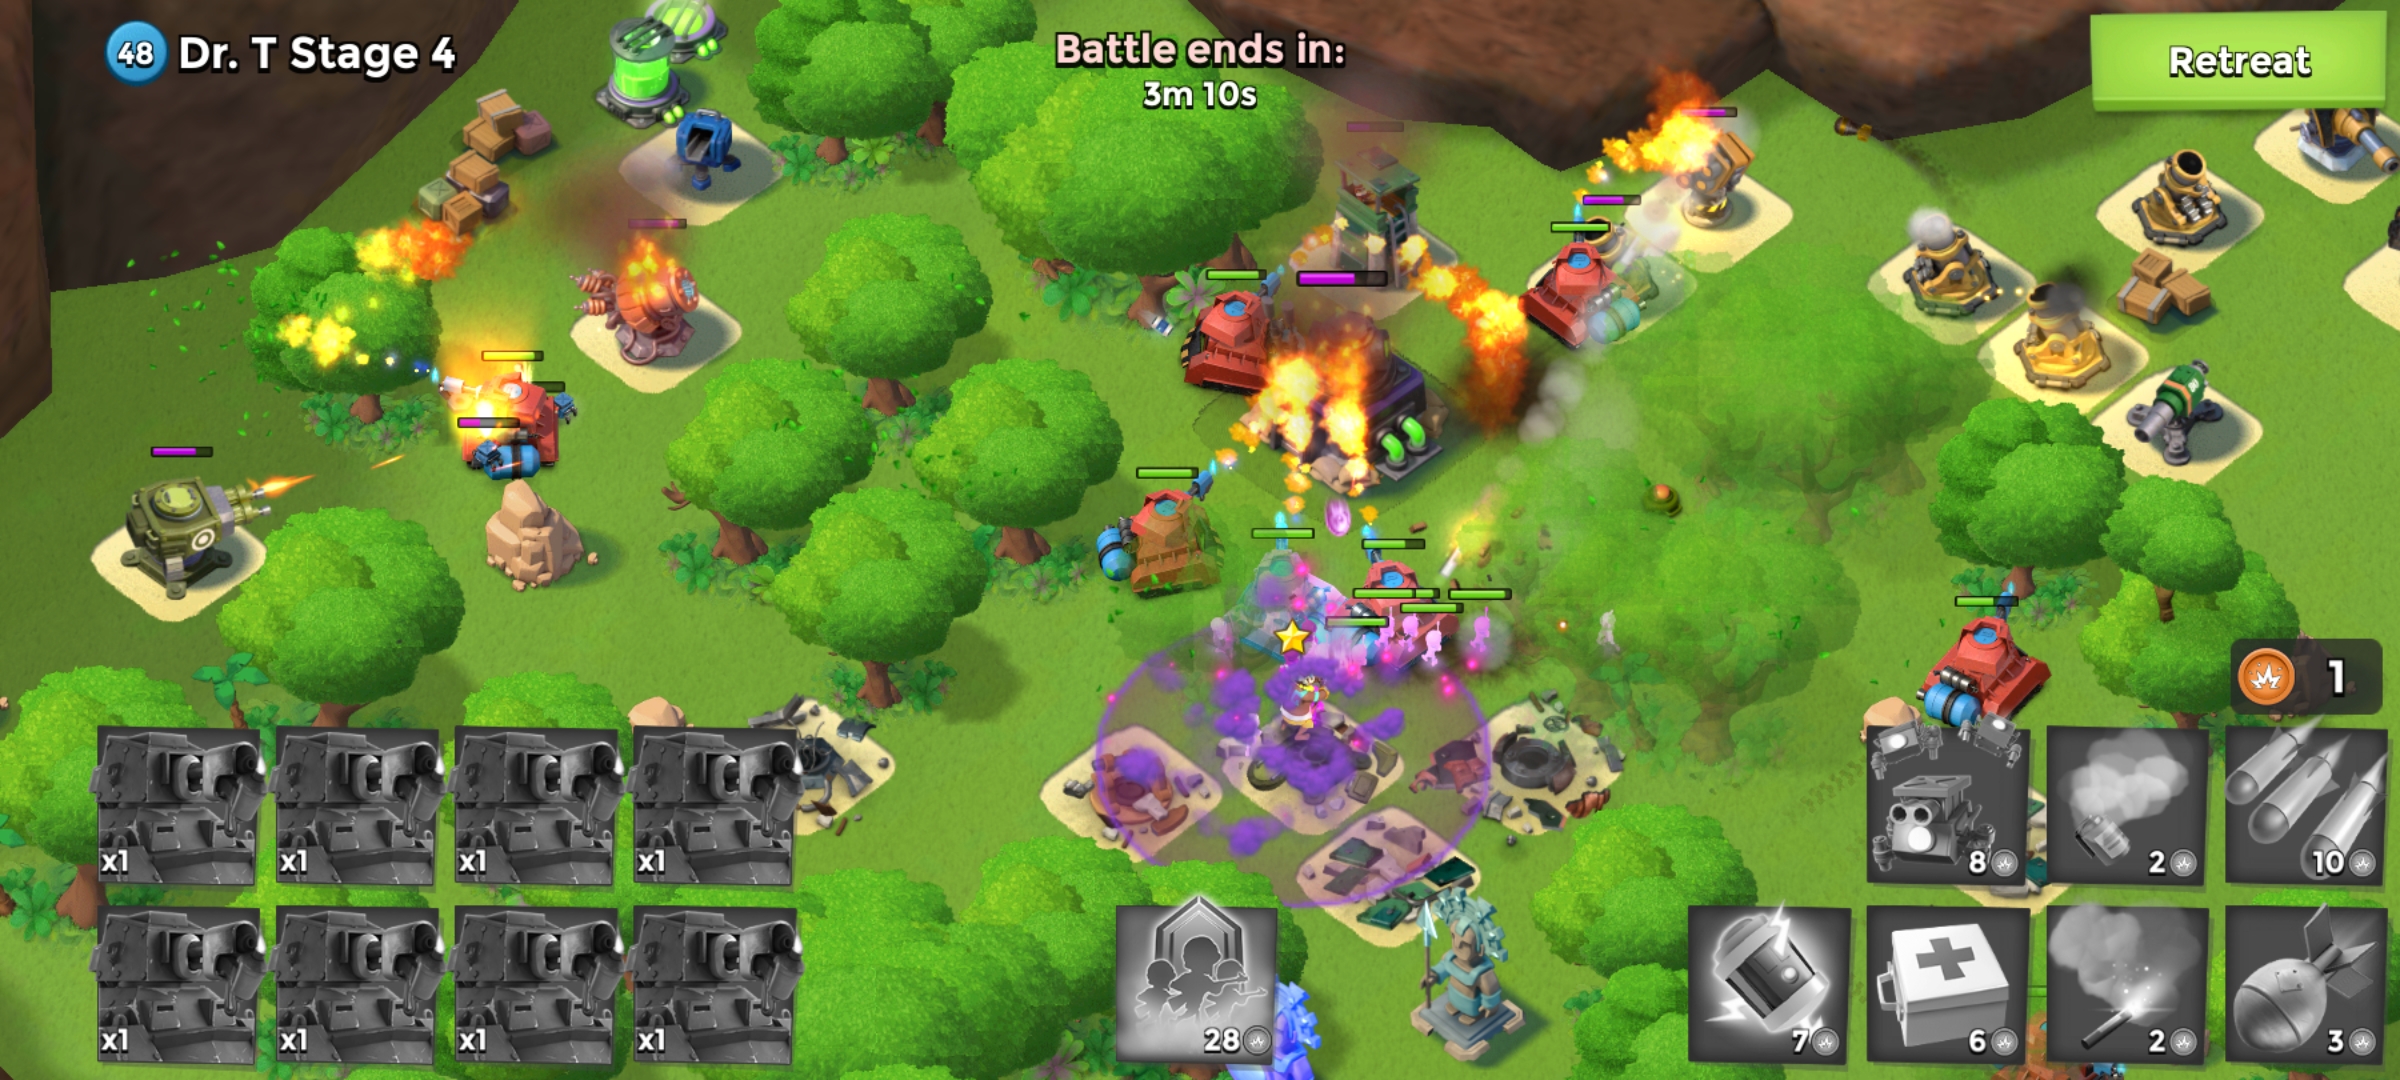 48 Dr. T Stage 4
Battle ends in:
3m 10s
Retreat
1
x1 x1 x1 x1
8 2 10
x1 x1 x1 x1
28
7 6 2 3